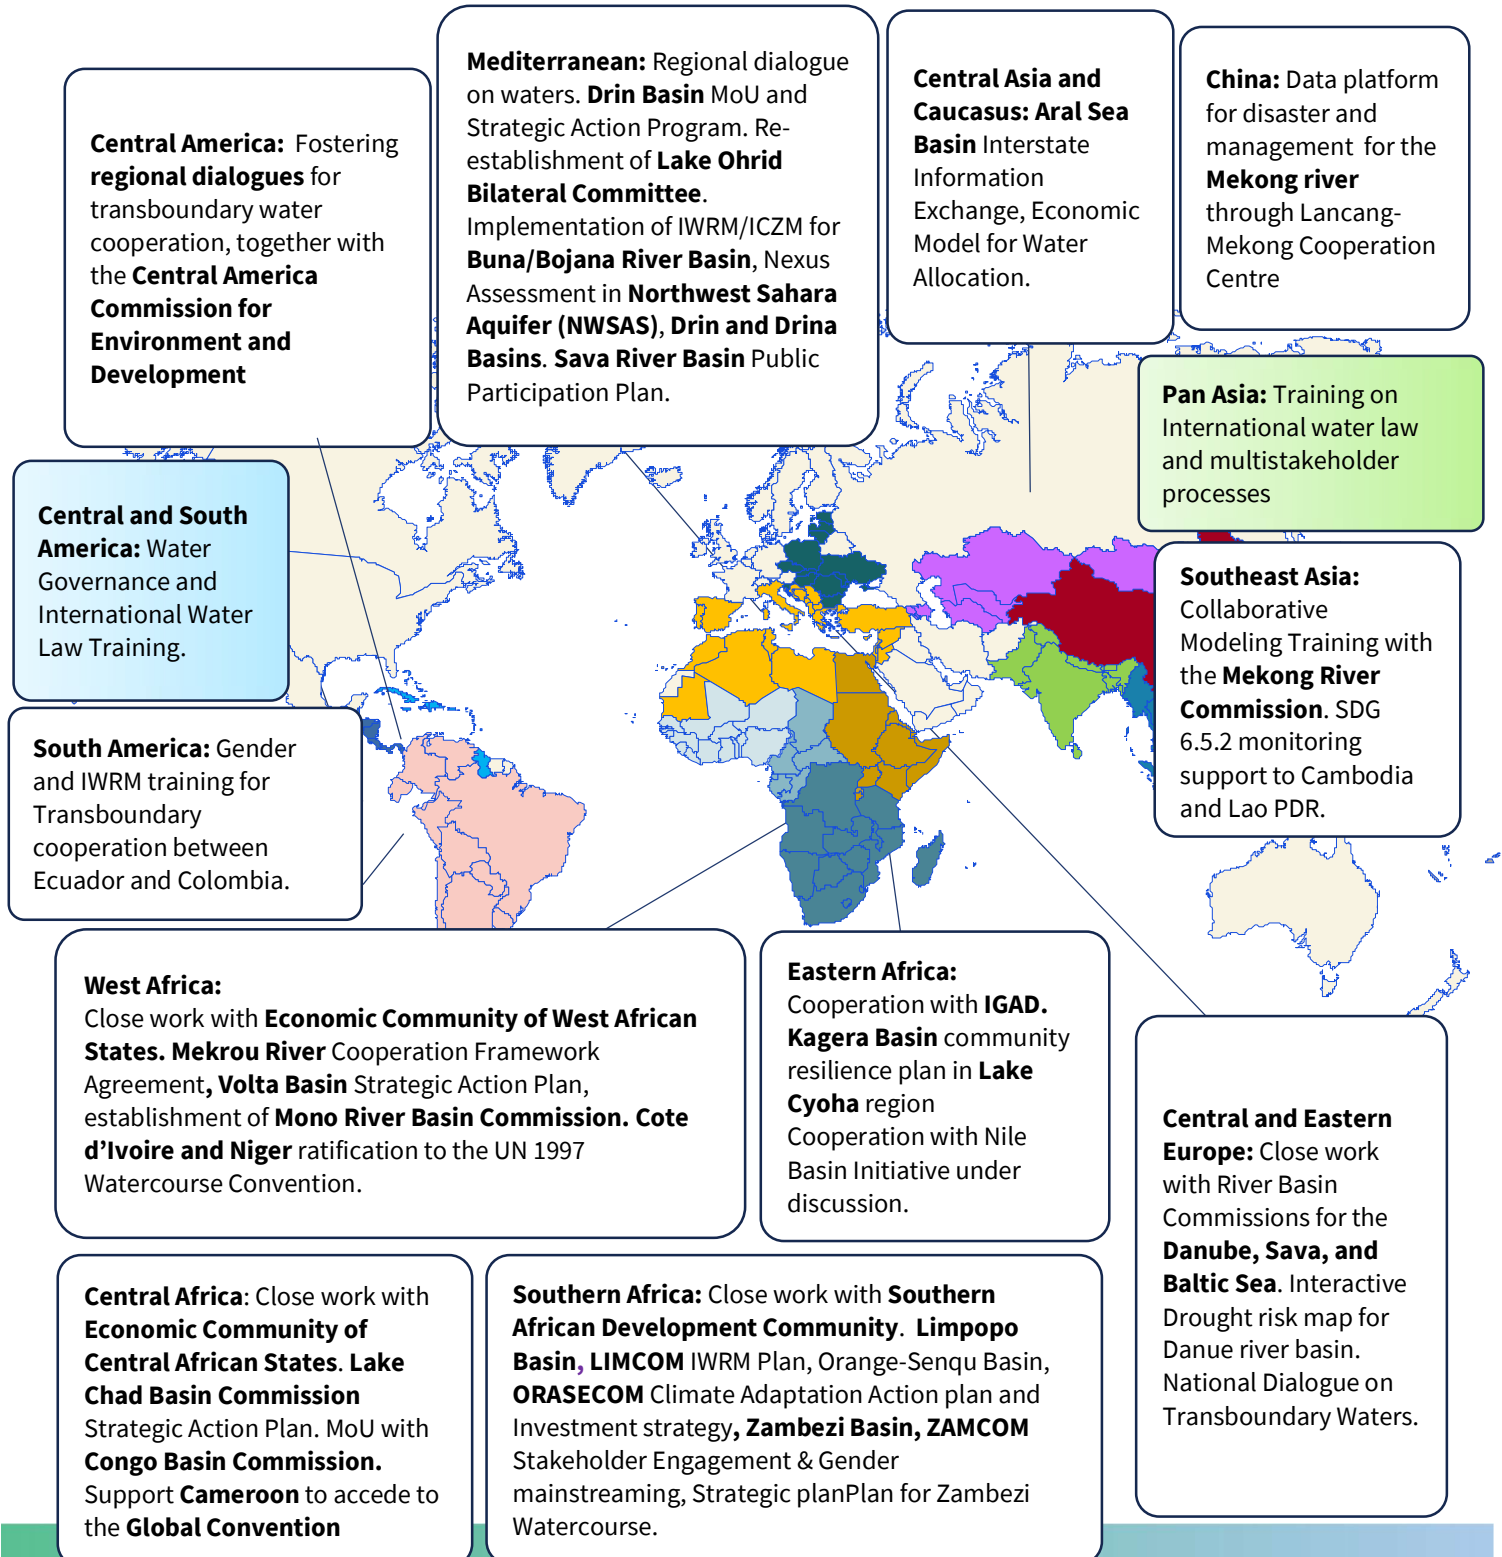 Central America: Fostering
regional dialogues for
transboundary water
cooperation, together with
the Central America
Commission for
Environment and
Development
Mediterranean: Regional dialogue
on waters. Drin Basin MoU and
Strategic Action Program. Re-
establishment of Lake Ohrid
Bilateral Committee.
Implementation of IWRM/ICZM for
Buna/Bojana River Basin, Nexus
Assessment in Northwest Sahara
Aquifer (NWSAS), Drin and Drina
Basins. Sava River Basin Public
Participation Plan.
Central Asia and
Caucasus: Aral Sea
Basin Interstate
Information
Exchange, Economic
Model for Water
Allocation.
China: Data platform
for disaster and
management for the
Mekong river
through Lancang-
Mekong Cooperation
Centre
Pan Asia: Training on
International water law
and multistakeholder
processes
Central and South
America: Water
Governance and
International Water
Law Training.
Southeast Asia:
Collaborative
Modeling Training with
the Mekong River
Commission. SDG
6.5.2 monitoring
support to Cambodia
and Lao PDR.
South America: Gender
and IWRM training for
Transboundary
cooperation between
Ecuador and Colombia.
West Africa:
Close work with Economic Community of West African
States. Mekrou River Cooperation Framework
Agreement, Volta Basin Strategic Action Plan,
establishment of Mono River Basin Commission. Cote
d’Ivoire and Niger ratification to the UN 1997
Watercourse Convention.
Eastern Africa:
Cooperation with IGAD.
Kagera Basin community
resilience plan in Lake
Cyoha region
Cooperation with Nile
Basin Initiative under
discussion.
Central and Eastern
Europe: Close work
with River Basin
Commissions for the
Danube, Sava, and
Baltic Sea. Interactive
Drought risk map for
Danue river basin.
National Dialogue on
Transboundary Waters.
Central Africa: Close work with
Economic Community of
Central African States. Lake
Chad Basin Commission
Strategic Action Plan. MoU with
Congo Basin Commission.
Support Cameroon to accede to
the Global Convention
Southern Africa: Close work with Southern
African Development Community. Limpopo
Basin, LIMCOM IWRM Plan, Orange-Senqu Basin,
ORASECOM Climate Adaptation Action plan and
Investment strategy, Zambezi Basin, ZAMCOM
Stakeholder Engagement & Gender
mainstreaming, Strategic planPlan for Zambezi
Watercourse.